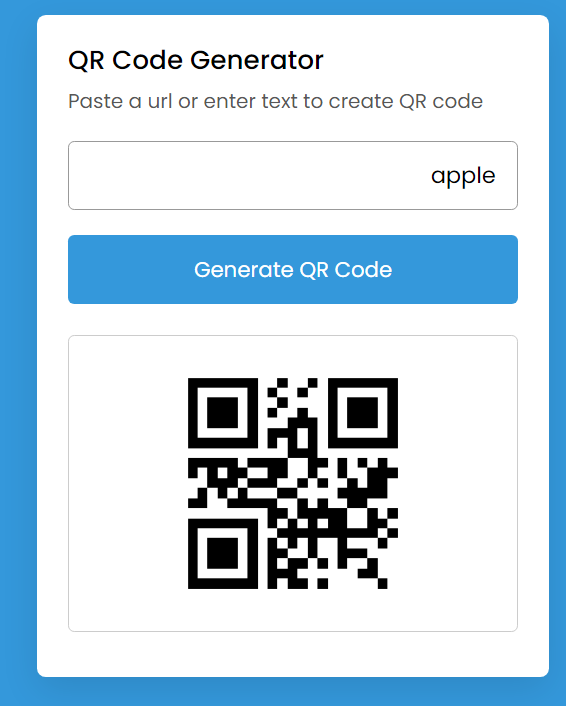 QR Code Generator
Paste a url or enter text to create QR code
apple
Generate QR Code